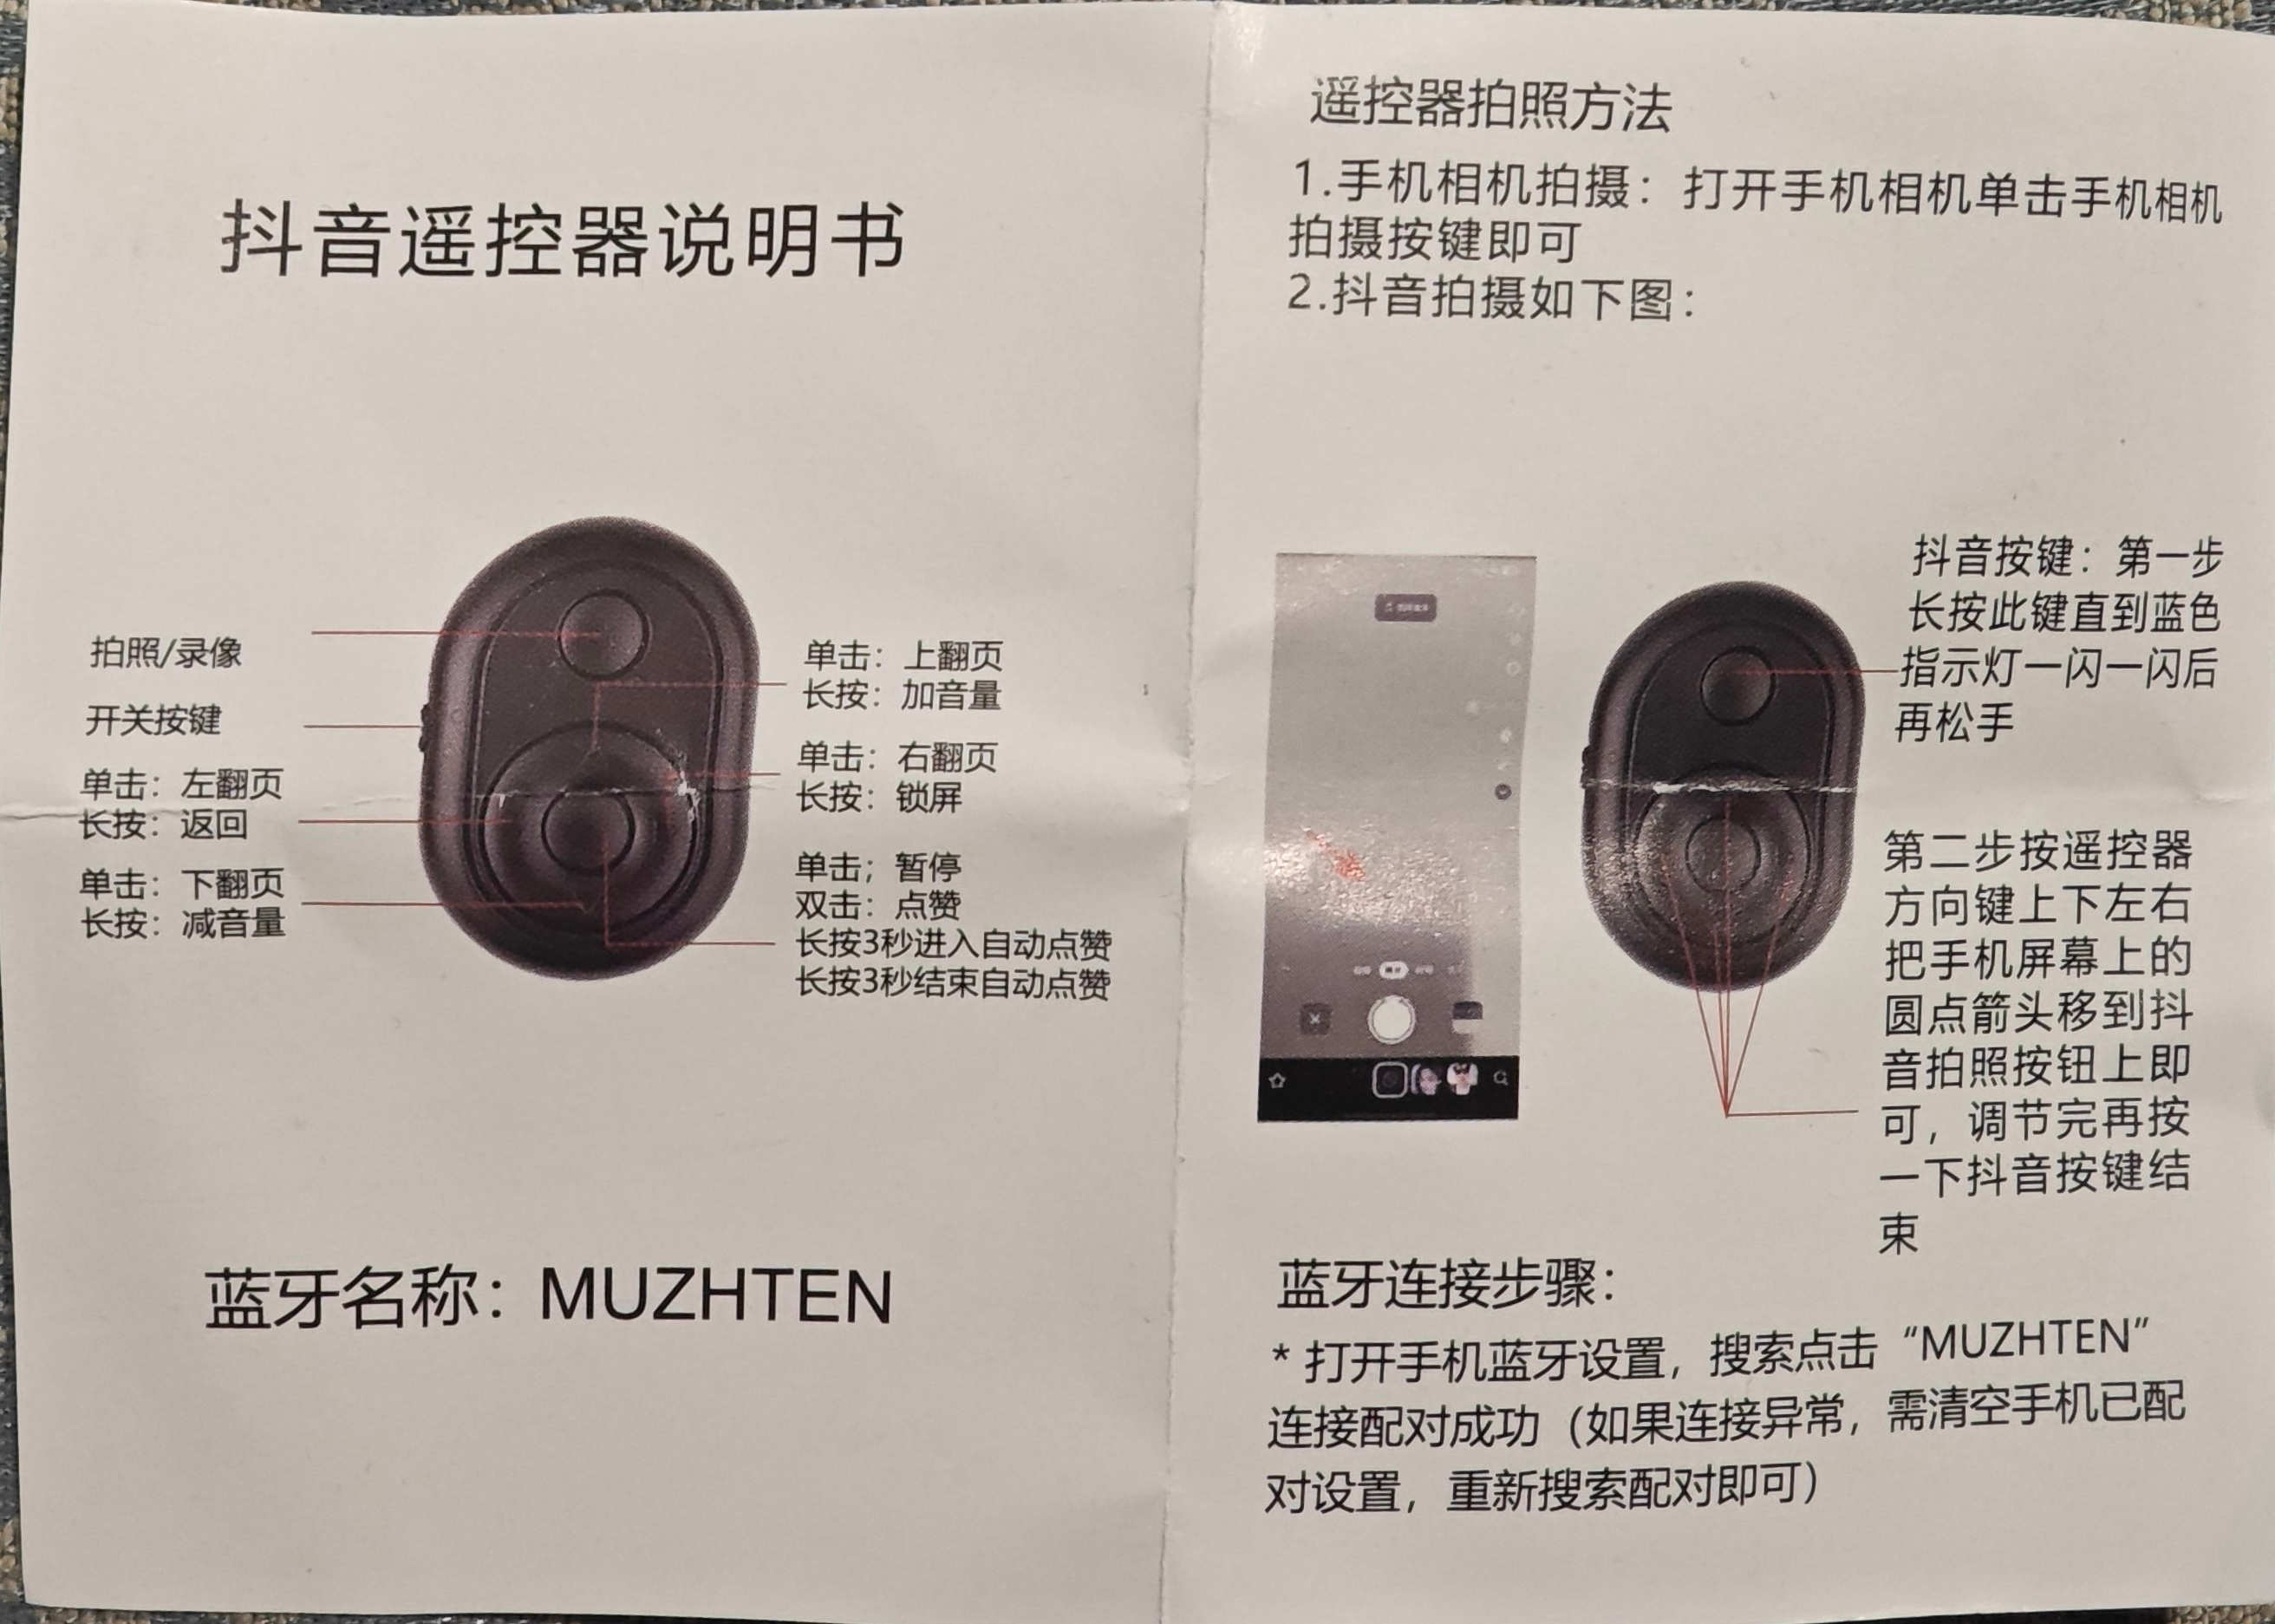 抖音遥控器说明书
拍照/录像
开关按键
单击：左翻页
长按：返回
单击：下翻页
长按：减音量
单击：上翻页
长按：加音量
单击：右翻页
长按：锁屏
单击；暂停
双击：点赞
长按3秒进入自动点赞
长按3秒结束自动点赞
蓝牙名称：MUZHTEN
遥控器拍照方法
1.手机相机拍摄：打开手机相机单击手机相机
拍摄按键即可
2.抖音拍摄如下图：
抖音按键：第一步
长按此键直到蓝色
指示灯一闪一闪后
再松手
第二步按遥控器
方向键上下左右
把手机屏幕上的
圆点箭头移到抖
音拍照按钮上即
可，调节完再按
一下抖音按键结
束
蓝牙连接步骤：
* 打开手机蓝牙设置，搜索点击“MUZHTEN”
连接配对成功（如果连接异常，需清空手机已配
对设置，重新搜索配对即可）